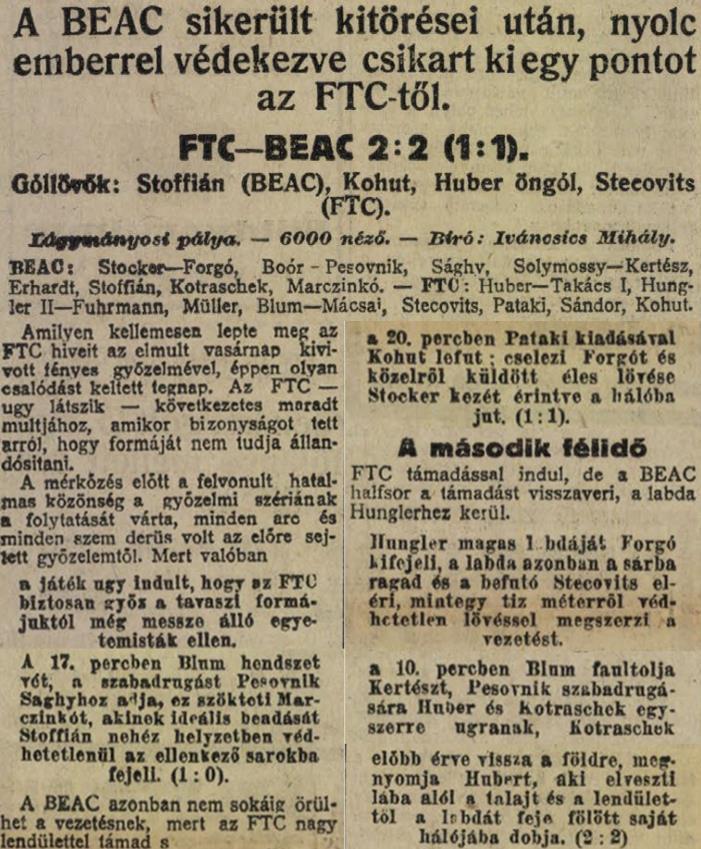 A BEAC sikerült kitörései után, nyolc
emberrel védekezve csikart ki egy pontot
az FTC-től.
FTC—BEAC 2:2 (1:1).
Góllövők: Stoffián (BEAC), Kohut, Huber öngól, Stecovits
(FTC).
Lágymányosi pálya. — 6000 néző. — Biró: Iváncsics Mihály.
BEAC: Stocker—Forgó, Boór-Pesovnik, Sághy, Solymossy—Kertész,
Erhardt, Stoffián, Kotraschek, Marczinkó. — FTC: Huber—Takács I, Hung-
ler II—Fuhrmann, Müller, Blum—Mácsai, Stecovits, Pataki, Sándor, Kohut.
Amilyen kellemesen lepte meg az
FTC hiveit az elmult vasárnap kivi-
vott fényes győzelmével, éppen olyan
csalódást keltett tegnap. Az FTC —
ugy látszik — következetes maradt
multjához, amikor bizonyságot tett
arról, hogy formáját nem tudja állan-
dósitani.
A mérkőzés előtt a felvonult hatal-
mas közönség a győzelmi szériának
a folytatását várta, minden arc és
minden szem derüs volt az előre sej-
tett győzelemtől. Mert valóban
a játék ugy indult, hogy az FTC
biztosan győz a tavaszi formá-
juktól még messze álló egye-
temisták ellen.
A 17. percben Blum hendszet
vét, a szabadrugást Pesovnik
Saghyhoz adja, ez szökteti Mar-
czinkót, akinek ideális beadását
Stoffián nehéz helyzetben véd-
hetetlenül az ellenkező sarokba
fejeli. (1:0).
A BEAC azonban nem sokáig örül-
het a vezetésnek, mert az FTC nagy
lendülettel támad s
a 20. percben Pataki kiadásával
Kohut lefut; cselezi Forgót és
közelről küldött éles lövése
Stocker kezét érintve a hálóba
jut. (1:1).
A második félidő
FTC támadással indul, de a BEAC
halfsor a támadást visszaveri, a labda
Hunglerhez kerül.
Hungler magas l bdáját Forgó
kifejeli, a labda azonban a sárba
ragad és a befutó Stecovits el-
éri, mintegy tiz méterről véd-
hetetlen lövéssel megszerzi a
vezetést.
a 10. percben Blum faultolja
Kertészt, Pesovnik szabadrugá-
sára Huber és Kotraschek egy-
szerre ugranak, Kotraschek
előbb érve vissza a földre, meg-
nyomja Hubert, aki elveszti
lába alól a talajt és a lendület-
től a labdát feje fölött saját
hálójába dobja. (2:2)